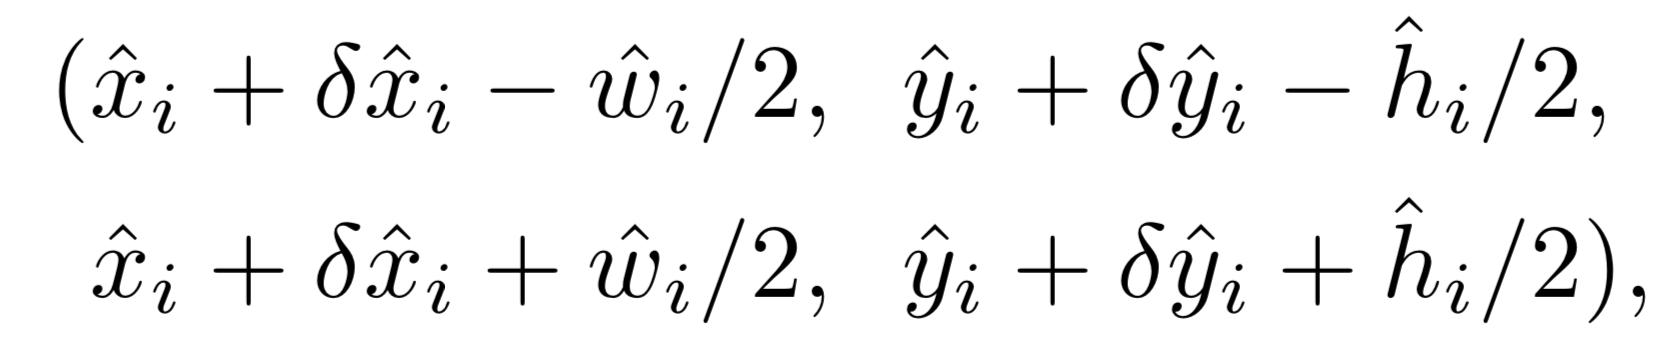 (x̂ᵢ + δx̂ᵢ − ŵᵢ/2, ŷᵢ + δŷᵢ − ĥᵢ/2,
x̂ᵢ + δx̂ᵢ + ŵᵢ/2, ŷᵢ + δŷᵢ + ĥᵢ/2),